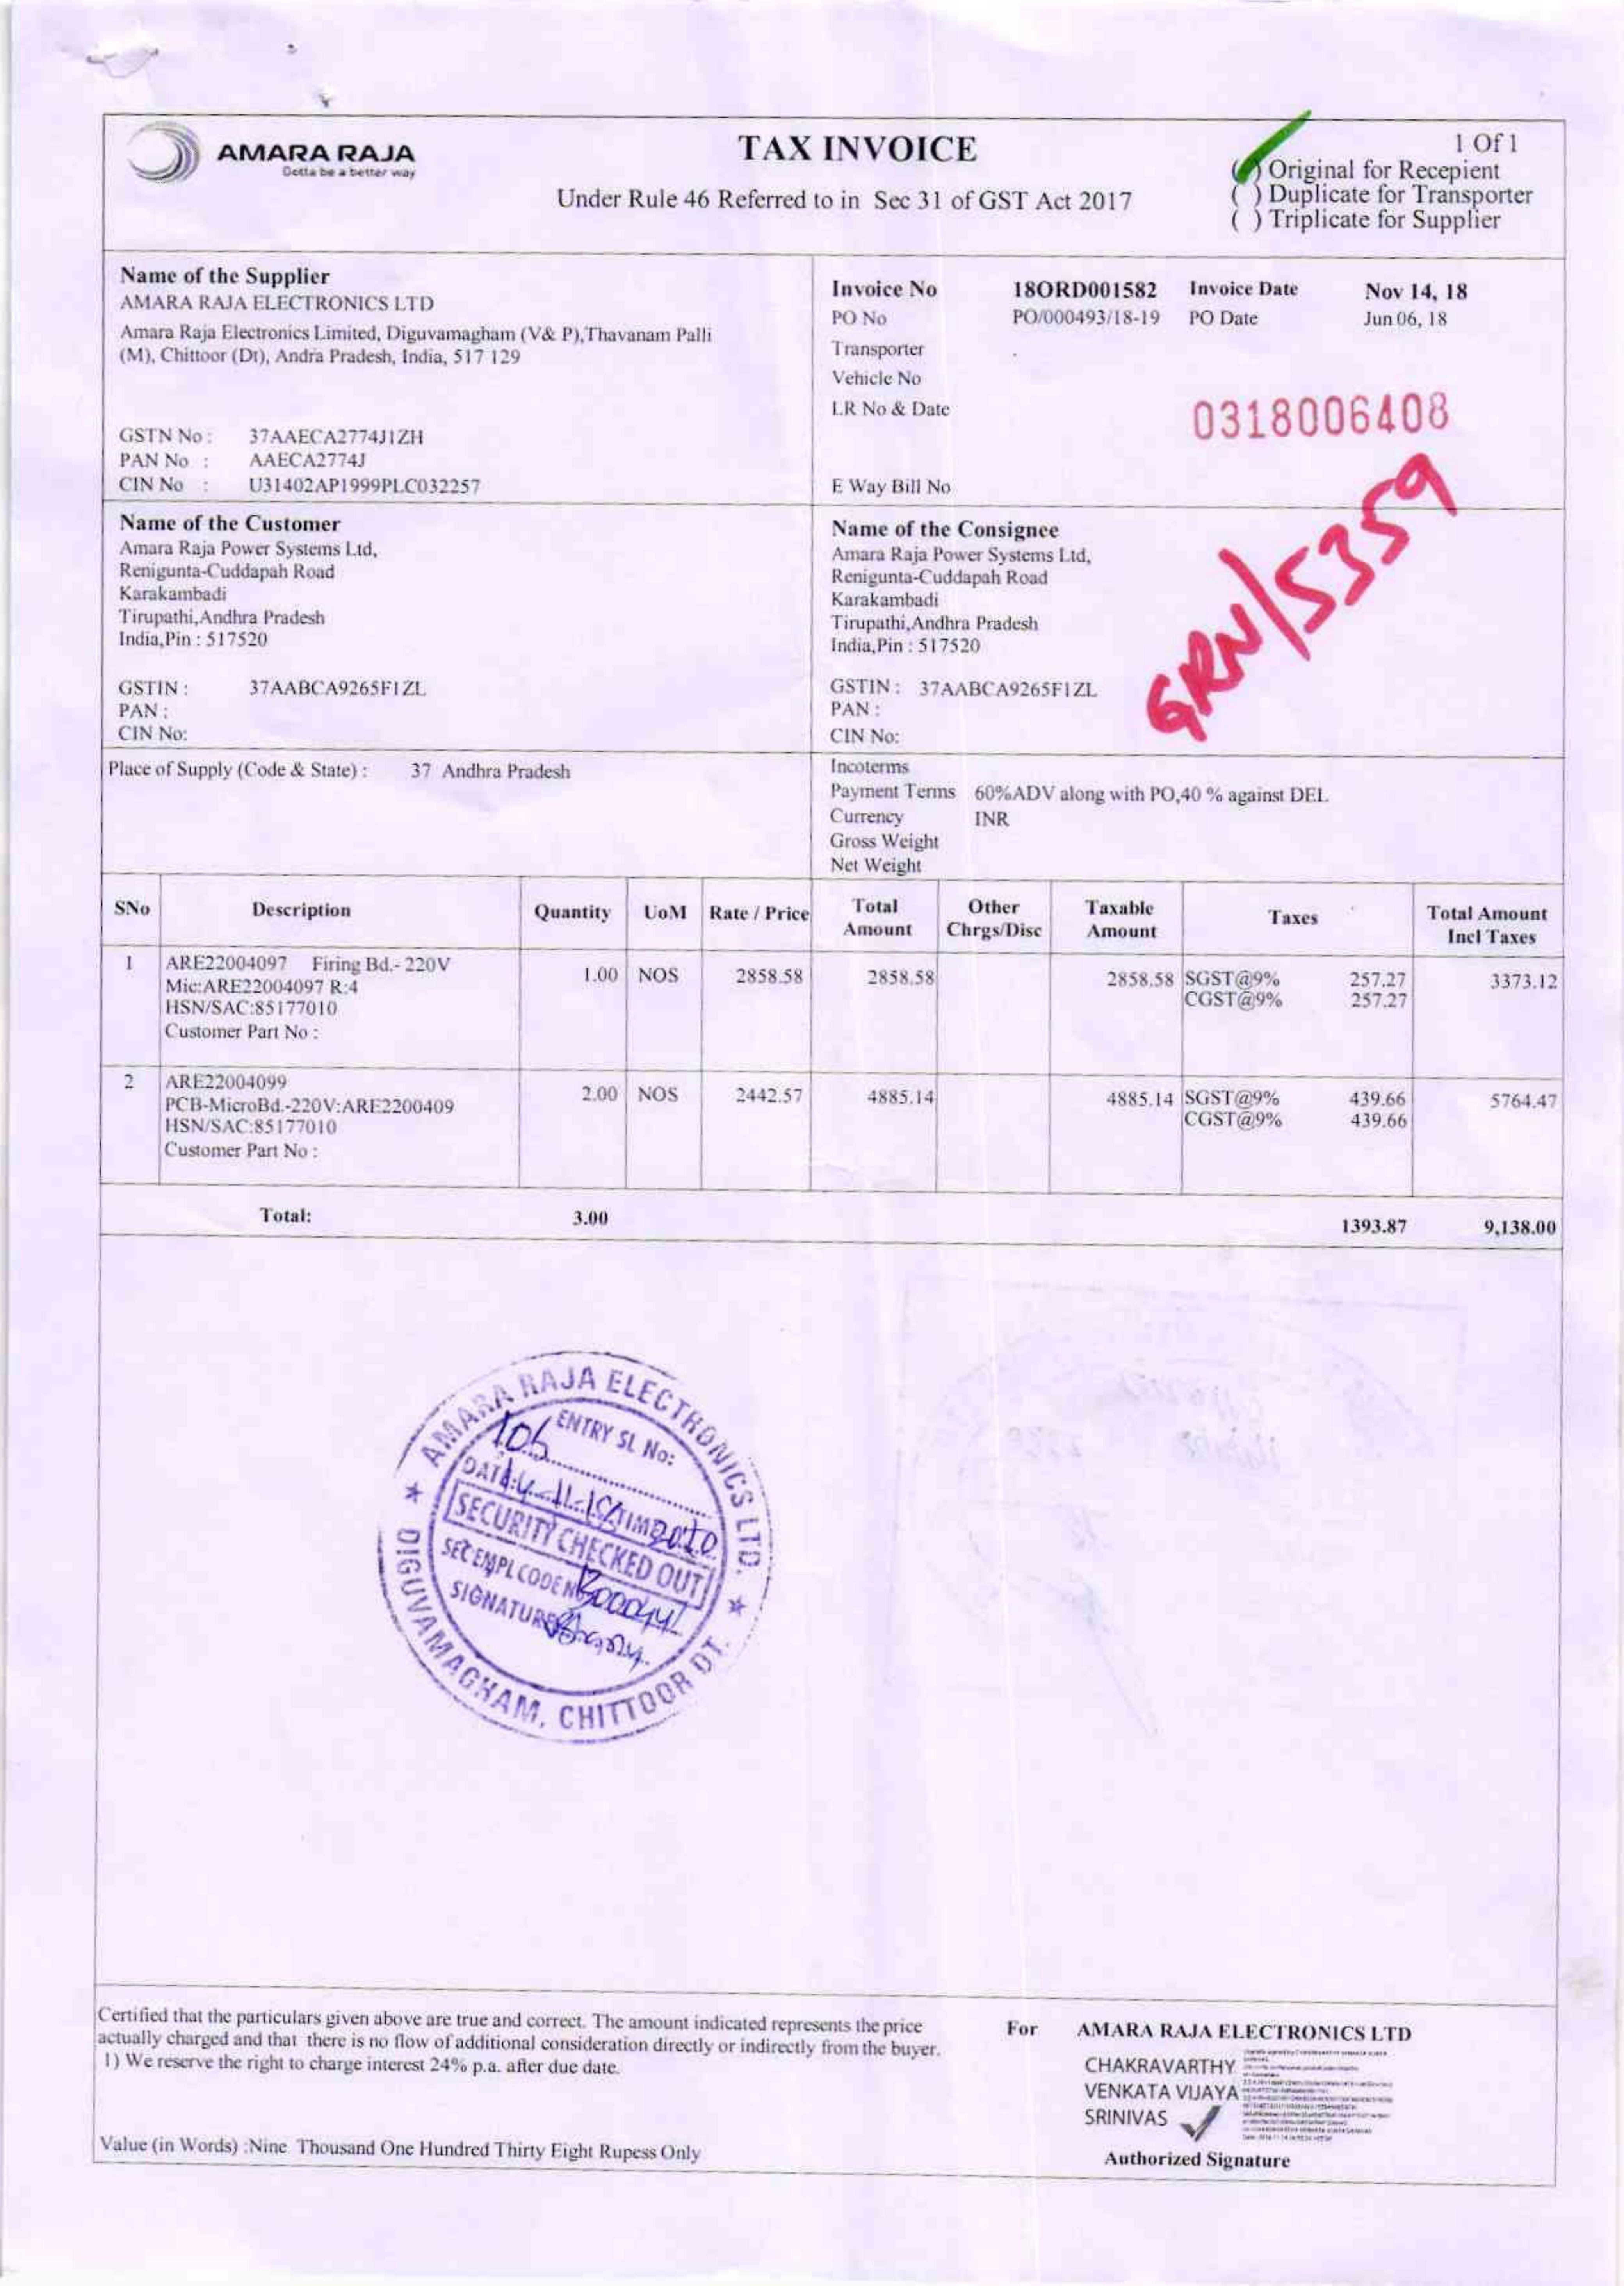 AMARA RAJA
Gotta be a better way
TAX INVOICE
Under Rule 46 Referred to in Sec 31 of GST Act 2017
1 Of 1
( ) Original for Recepient
( ) Duplicate for Transporter
( ) Triplicate for Supplier
Name of the Supplier
AMARA RAJA ELECTRONICS LTD
Amara Raja Electronics Limited, Diguvamagham (V& P),Thavanam Palli
(M), Chittoor (Dt), Andra Pradesh, India, 517 129
GSTN No : 37AAECA2774J1ZH
PAN No : AAECA2774J
CIN No : U31402AP1999PLC032257
Invoice No 18ORD001582 Invoice Date Nov 14, 18
PO No PO/000493/18-19 PO Date Jun 06, 18
Transporter
Vehicle No
LR No & Date
0318006408
E Way Bill No
GRN/5359
Name of the Customer
Amara Raja Power Systems Ltd,
Renigunta-Cuddapah Road
Karakambadi
Tirupathi,Andhra Pradesh
India,Pin : 517520
GSTIN : 37AABCA9265F1ZL
PAN :
CIN No:
Name of the Consignee
Amara Raja Power Systems Ltd,
Renigunta-Cuddapah Road
Karakambadi
Tirupathi,Andhra Pradesh
India,Pin : 517520
GSTIN : 37AABCA9265F1ZL
PAN :
CIN No:
Place of Supply (Code & State) : 37 Andhra Pradesh
Incoterms
Payment Terms 60%ADV along with PO,40 % against DEL
Currency INR
Gross Weight
Net Weight
SNo Description Quantity UoM Rate / Price Total Amount Other Chrgs/Disc Taxable Amount Taxes Total Amount Incl Taxes
1 ARE22004097 Firing Bd.- 220V 1.00 NOS 2858.58 2858.58 2858.58 SGST@9% 257.27 3373.12
Mic:ARE22004097 R:4 CGST@9% 257.27
HSN/SAC:85177010
Customer Part No :
2 ARE22004099 2.00 NOS 2442.57 4885.14 4885.14 SGST@9% 439.66 5764.47
PCB-MicroBd.-220V:ARE2200409 CGST@9% 439.66
HSN/SAC:85177010
Customer Part No :
Total: 3.00 1393.87 9,138.00
AMARA RAJA ELECTRONICS LTD.
ENTRY SL No:
DATE
SECURITY CHECKED OUT
SEC EMPL CODE
SIGNATURE
DIGUVAMAGHAM, CHITTOOR DT.
Certified that the particulars given above are true and correct. The amount indicated represents the price
actually charged and that there is no flow of additional consideration directly or indirectly from the buyer.
1) We reserve the right to charge interest 24% p.a. after due date.
Value (in Words) :Nine Thousand One Hundred Thirty Eight Rupess Only
For AMARA RAJA ELECTRONICS LTD
CHAKRAVARTHY
VENKATA VIJAYA
SRINIVAS
Authorized Signature